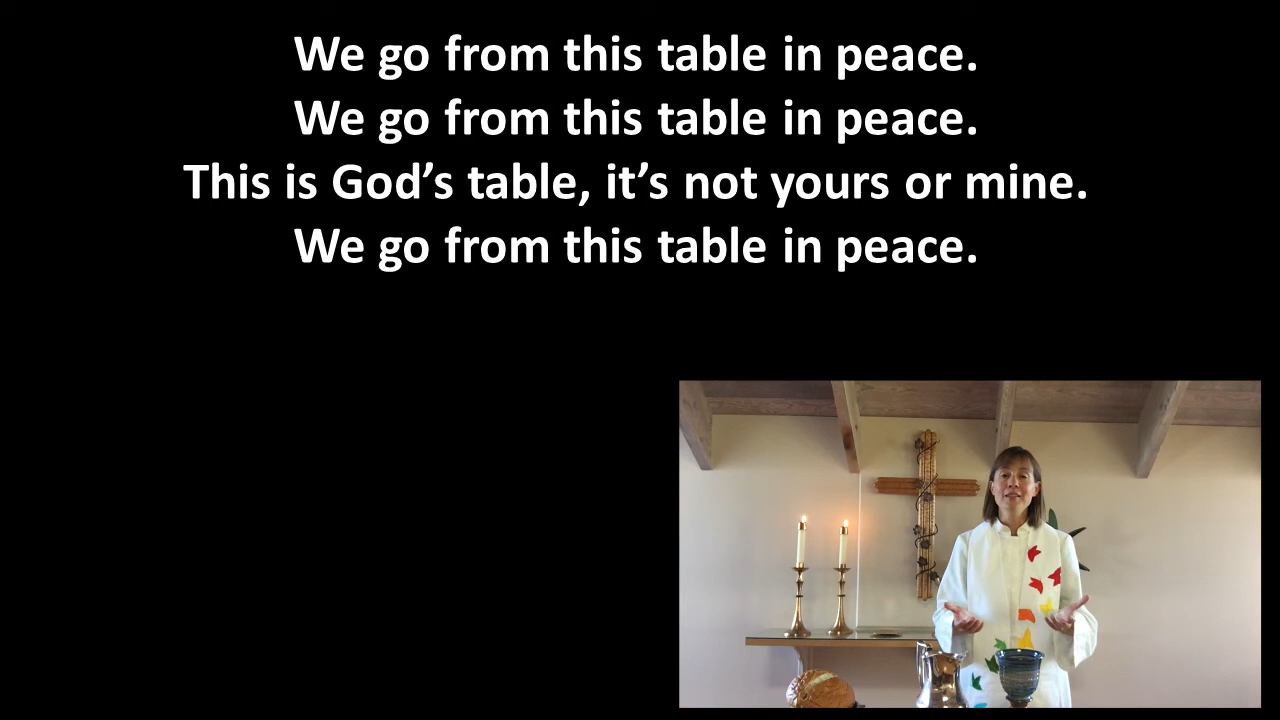 We go from this table in peace.
We go from this table in peace.
This is God’s table, it’s not yours or mine.
We go from this table in peace.